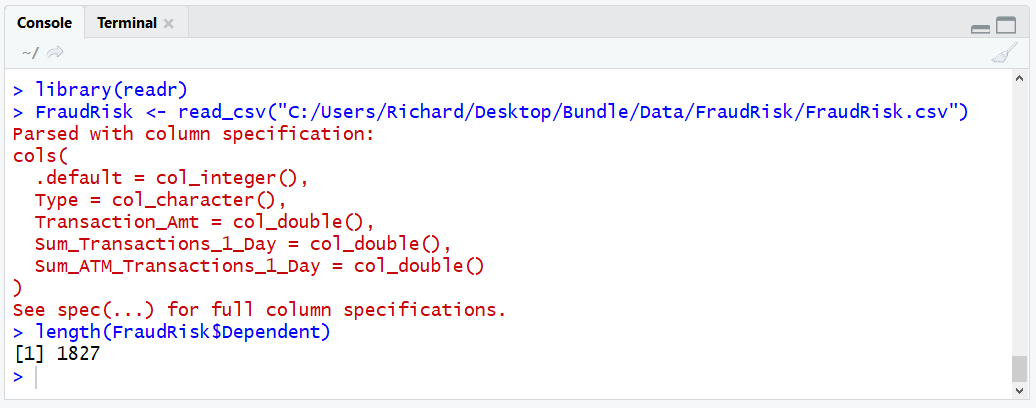 Console Terminal
~/
> library(readr)
> FraudRisk <- read_csv("C:/Users/Richard/Desktop/Bundle/Data/FraudRisk/FraudRisk.csv")
Parsed with column specification:
cols(
  .default = col_integer(),
  Type = col_character(),
  Transaction_Amt = col_double(),
  Sum_Transactions_1_Day = col_double(),
  Sum_ATM_Transactions_1_Day = col_double()
)
See spec(...) for full column specifications.
> length(FraudRisk$Dependent)
[1] 1827
>